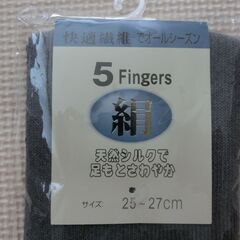 快適繊維でオールシーズン
5 Fingers
絹
天然シルクで
足もとさわやか
サイズ: 25-27cm